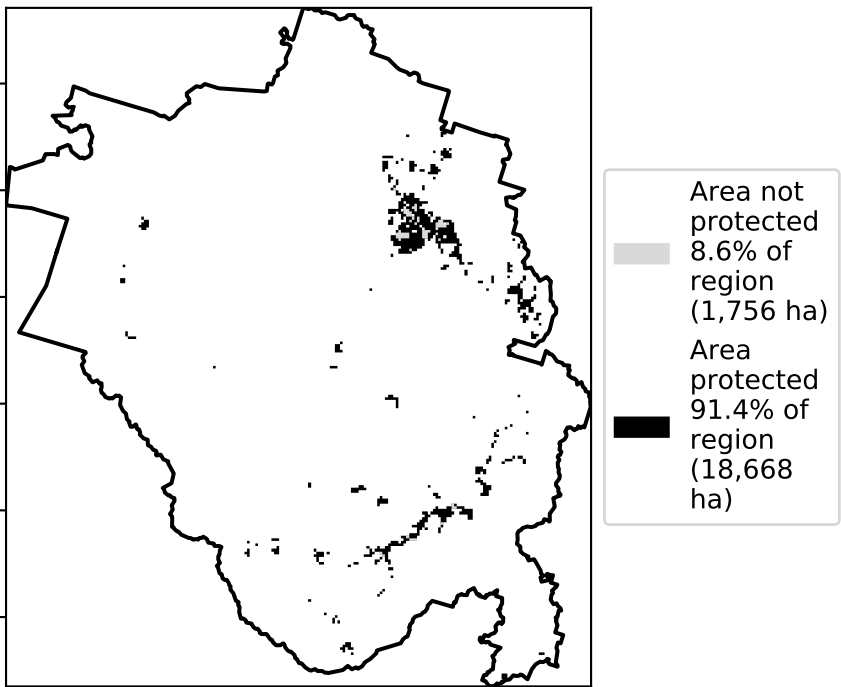 Area not
protected
8.6% of
region
(1,756 ha)
Area
protected
91.4% of
region
(18,668
ha)